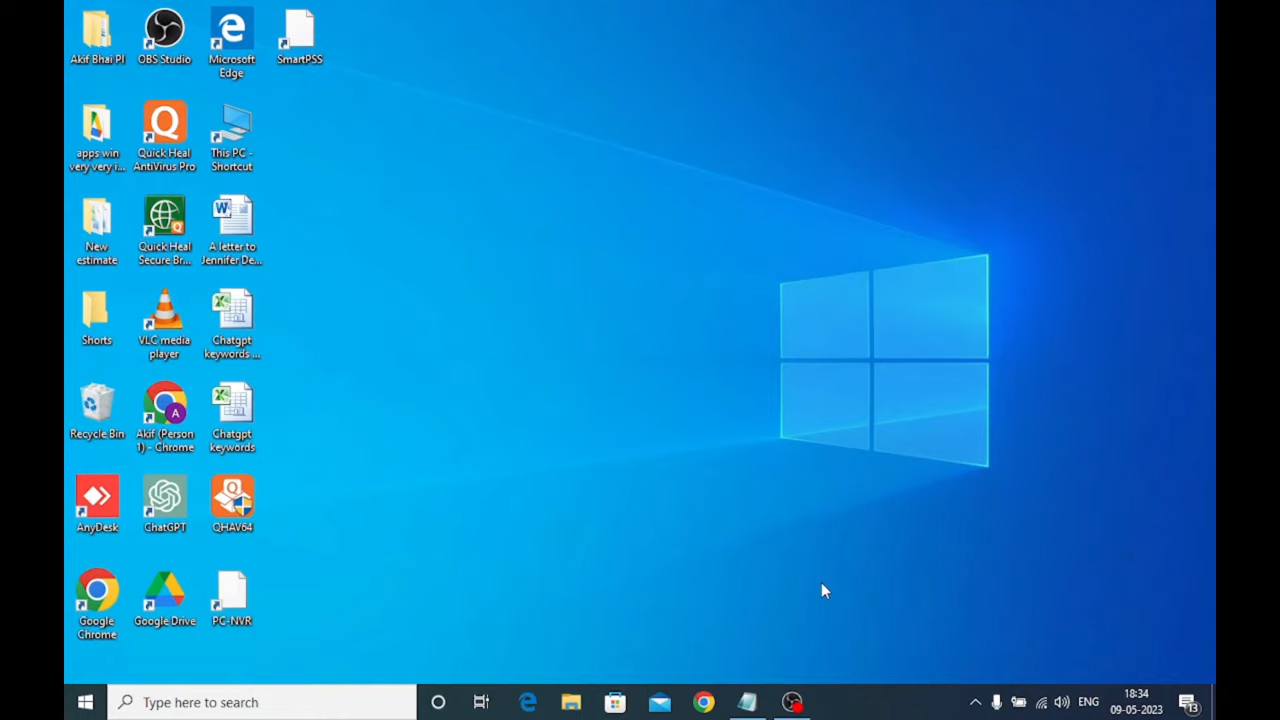 Akif Bhai PI
OBS Studio
Microsoft
Edge
SmartPSS
apps win
very very i...
Quick Heal
AntiVirus Pro
This PC -
Shortcut
New
estimate
Quick Heal
Secure Br...
A letter to
Jennifer De...
Shorts
VLC media
player
Chatgpt
keywords ...
Recycle Bin
Akif (Person
1) - Chrome
Chatgpt
keywords
AnyDesk
ChatGPT
QHAV64
Google
Chrome
Google Drive
PC-NVR
Type here to search
ENG
18:34
09-05-2023
13